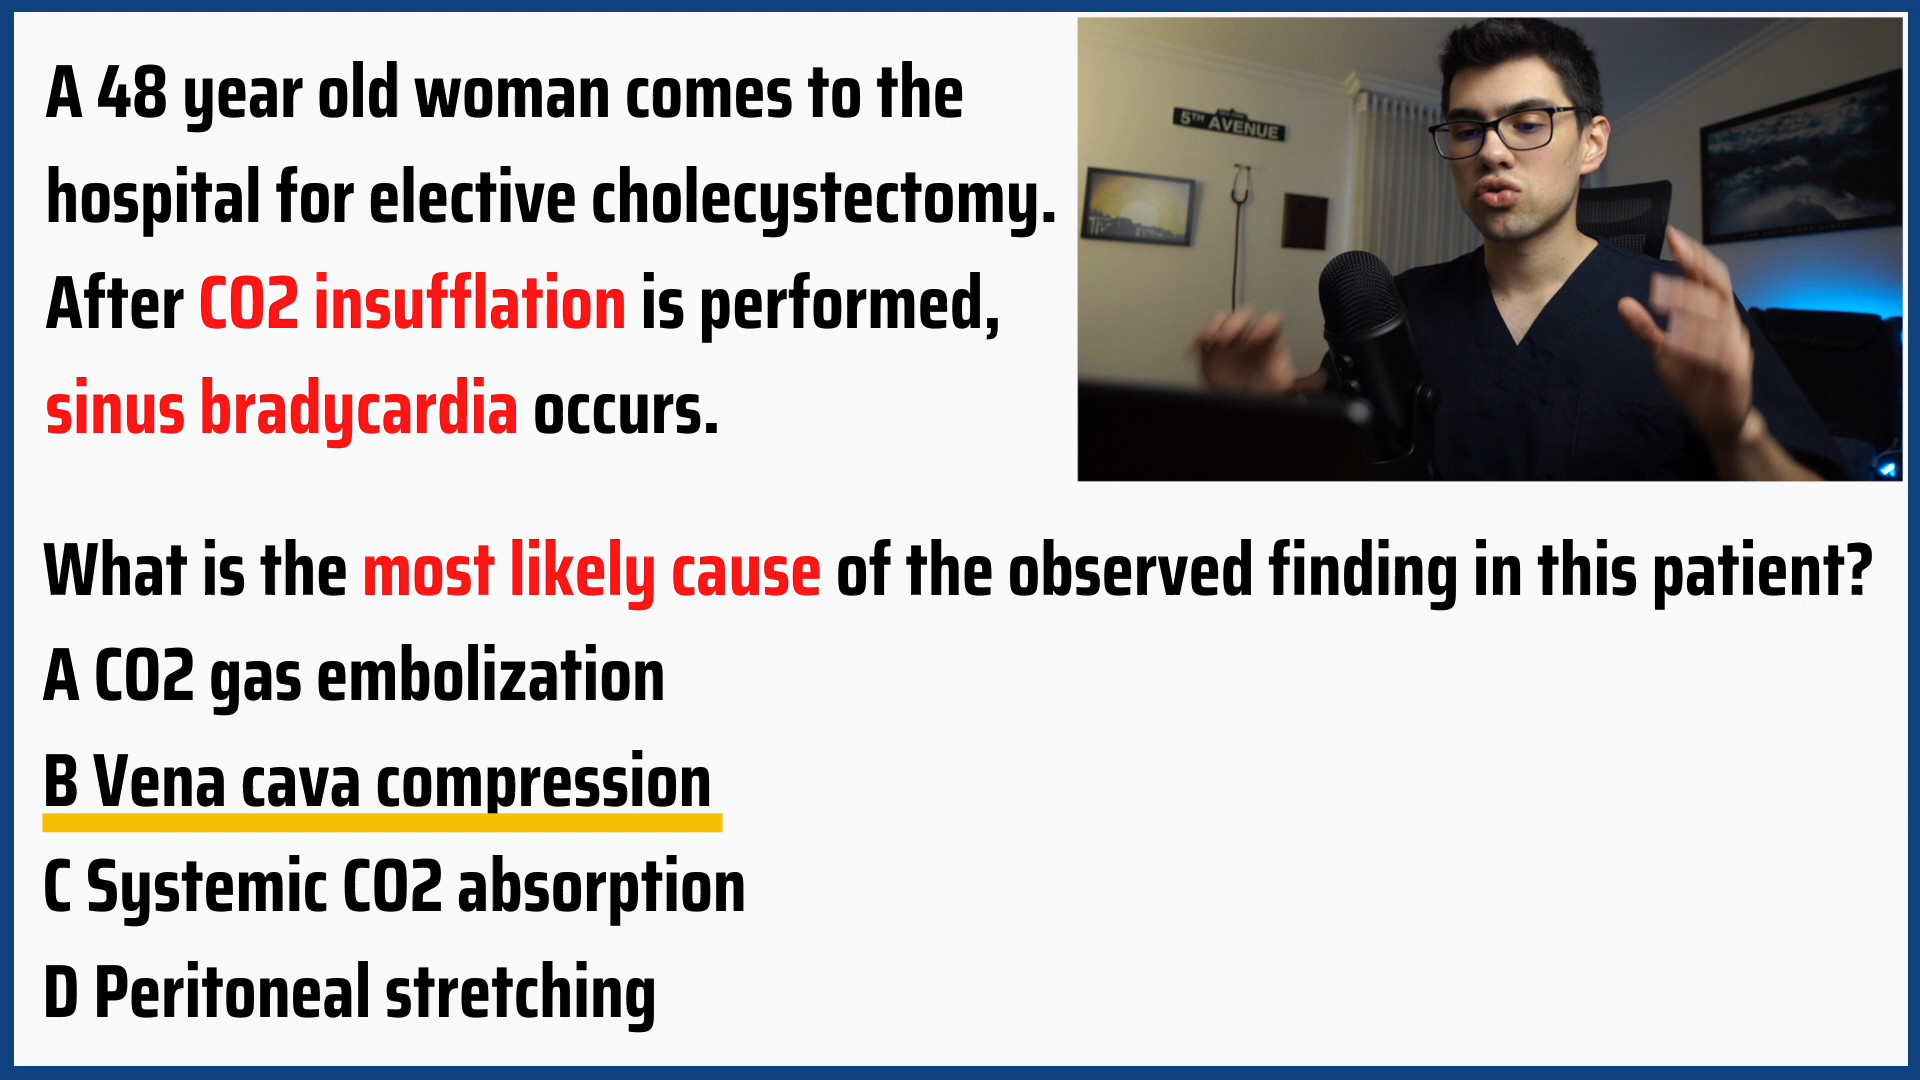 A 48 year old woman comes to the
hospital for elective cholecystectomy.
After CO2 insufflation is performed,
sinus bradycardia occurs.
5TH AVENUE
What is the most likely cause of the observed finding in this patient?
A CO2 gas embolization
B Vena cava compression
C Systemic CO2 absorption
D Peritoneal stretching